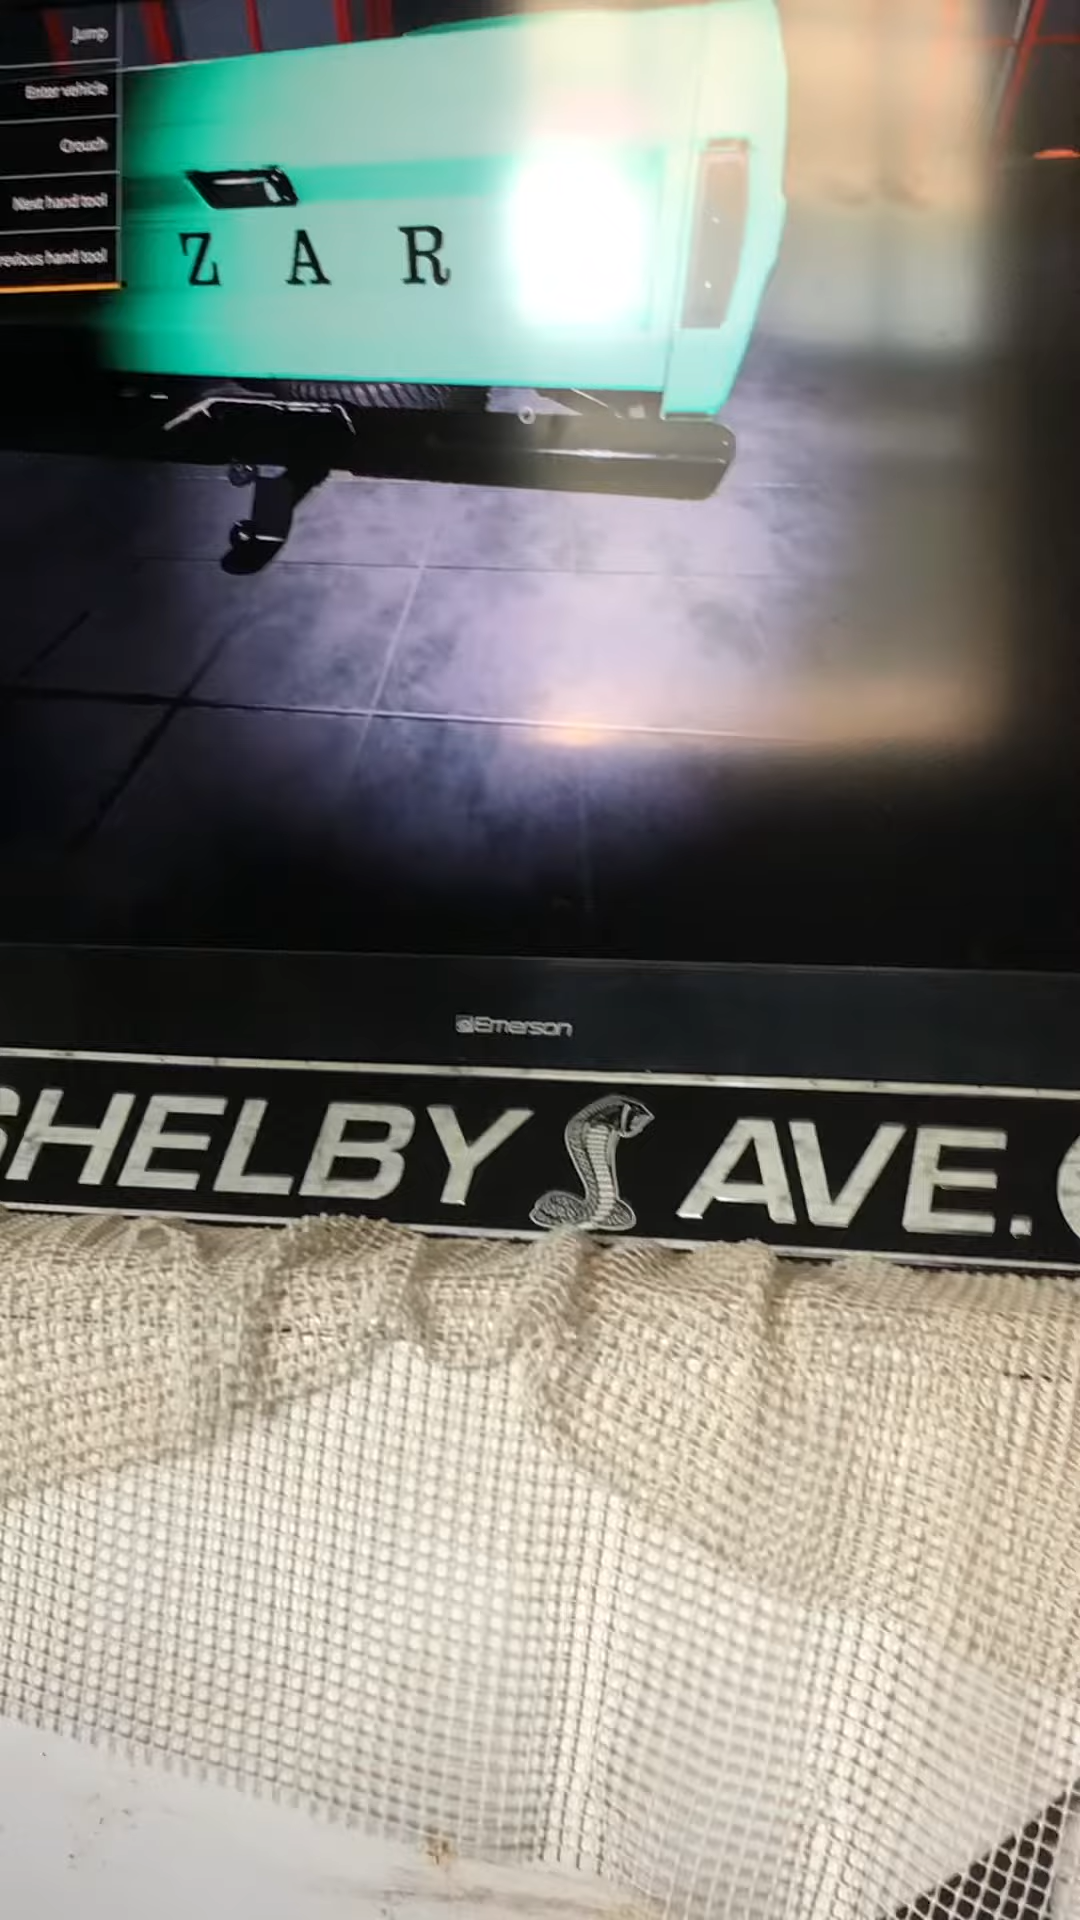 Jump
Enter vehicle
Crouch
Next hand tool
revious hand tool
Z A R
Emerson
SHELBY AVE.